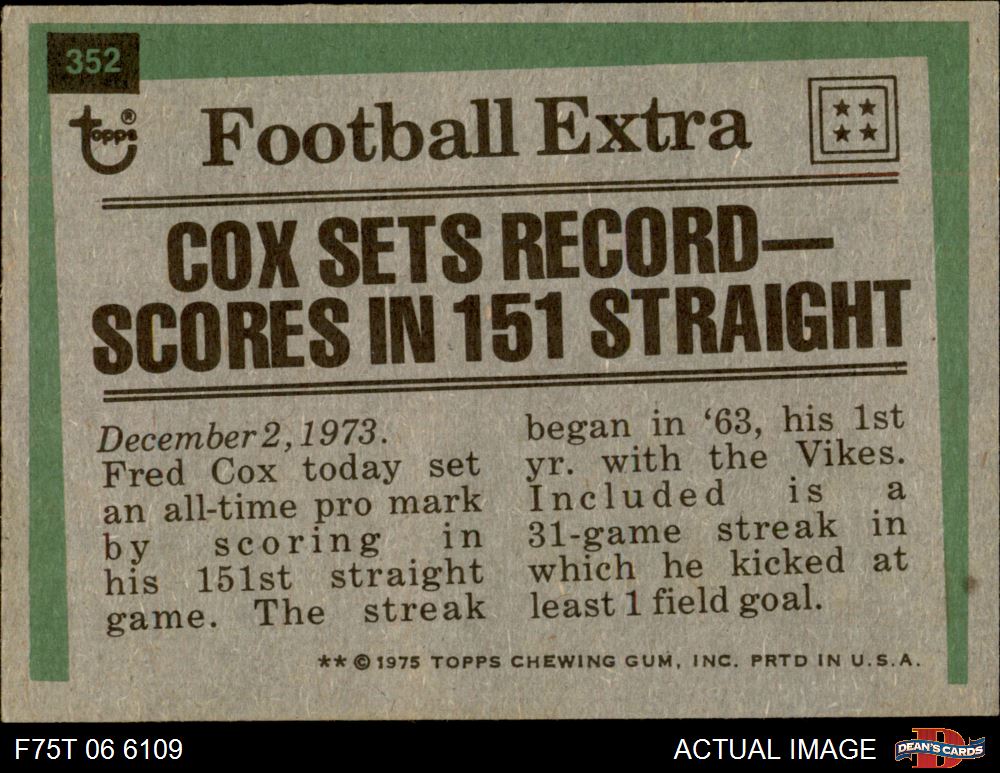 352
topps®
Football Extra
COX SETS RECORD—
SCORES IN 151 STRAIGHT
December 2, 1973.
Fred Cox today set
an all-time pro mark
by scoring in
his 151st straight
game. The streak
began in ‘63, his 1st
yr. with the Vikes.
Included is a
31-game streak in
which he kicked at
least 1 field goal.
** © 1975 TOPPS CHEWING GUM, INC. PRTD IN U.S.A.
F75T 06 6109
ACTUAL IMAGE
D
DEAN'S CARDS